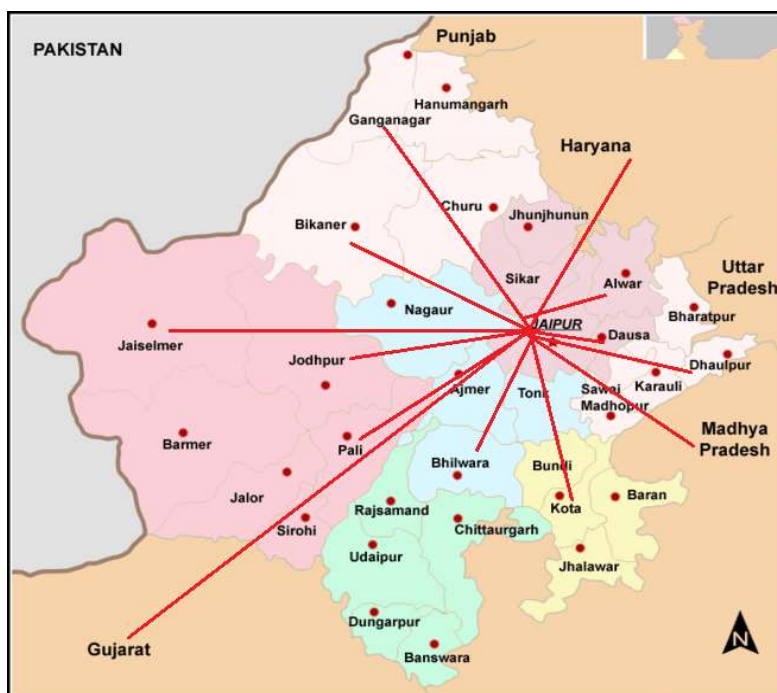 Punjab
PAKISTAN
Hanumangarh
Ganganagar
Haryana
Churu
Jhunjhunun
Bikaner
Sikar
Alwar
Uttar
Pradesh
Nagaur
Bharatpur
JAIPUR
Dausa
Jaiselmer
Jodhpur
Dhaulpur
Karauli
Ajmer
Tonk
Sawai
Madhopur
Madhya
Pradesh
Barmer
Pali
Bhilwara
Bundi
Jalor
Baran
Kota
Rajsamand
Sirohi
Chittaurgarh
Udaipur
Jhalawar
Dungarpur
Gujarat
Banswara
N